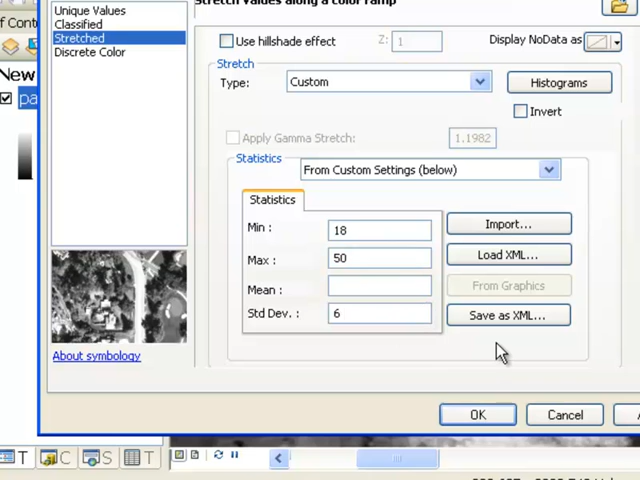 Stretch values along a color ramp
Unique Values
Classified
Stretched
Discrete Color
f Cont
New
pa
Use hillshade effect
Z: 1
Display NoData as
Stretch
Type: Custom
Histograms
Invert
Apply Gamma Stretch: 1.1982
Statistics
From Custom Settings (below)
Statistics
Min : 18
Max : 50
Mean :
Std Dev. : 6
Import...
Load XML...
From Graphics
Save as XML...
About symbology
OK
Cancel
T
C
S
T